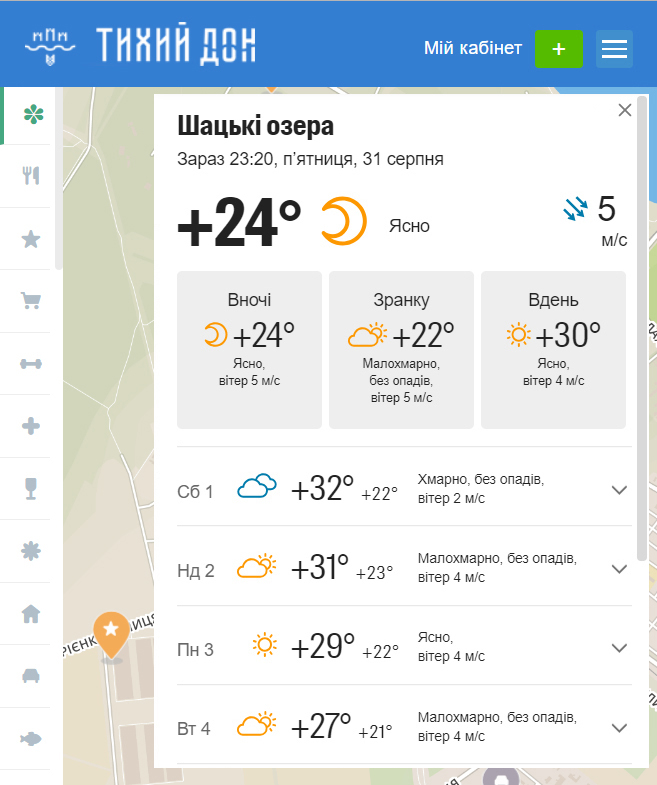 ТИХИЙ ДОН
Мій кабінет
+
Шацькі озера
Зараз 23:20, п'ятниця, 31 серпня
+24°
Ясно
5
м/с
Вночі
+24°
Ясно,
вітер 5 м/с
Зранку
+22°
Малохмарно,
без опадів,
вітер 5 м/с
Вдень
+30°
Ясно,
вітер 4 м/с
Сб 1
+32° +22°
Хмарно, без опадів,
вітер 2 м/с
Нд 2
+31° +23°
Малохмарно, без опадів,
вітер 4 м/с
Пн 3
+29° +22°
Ясно,
вітер 4 м/с
Вт 4
+27° +21°
Малохмарно, без опадів,
вітер 4 м/с